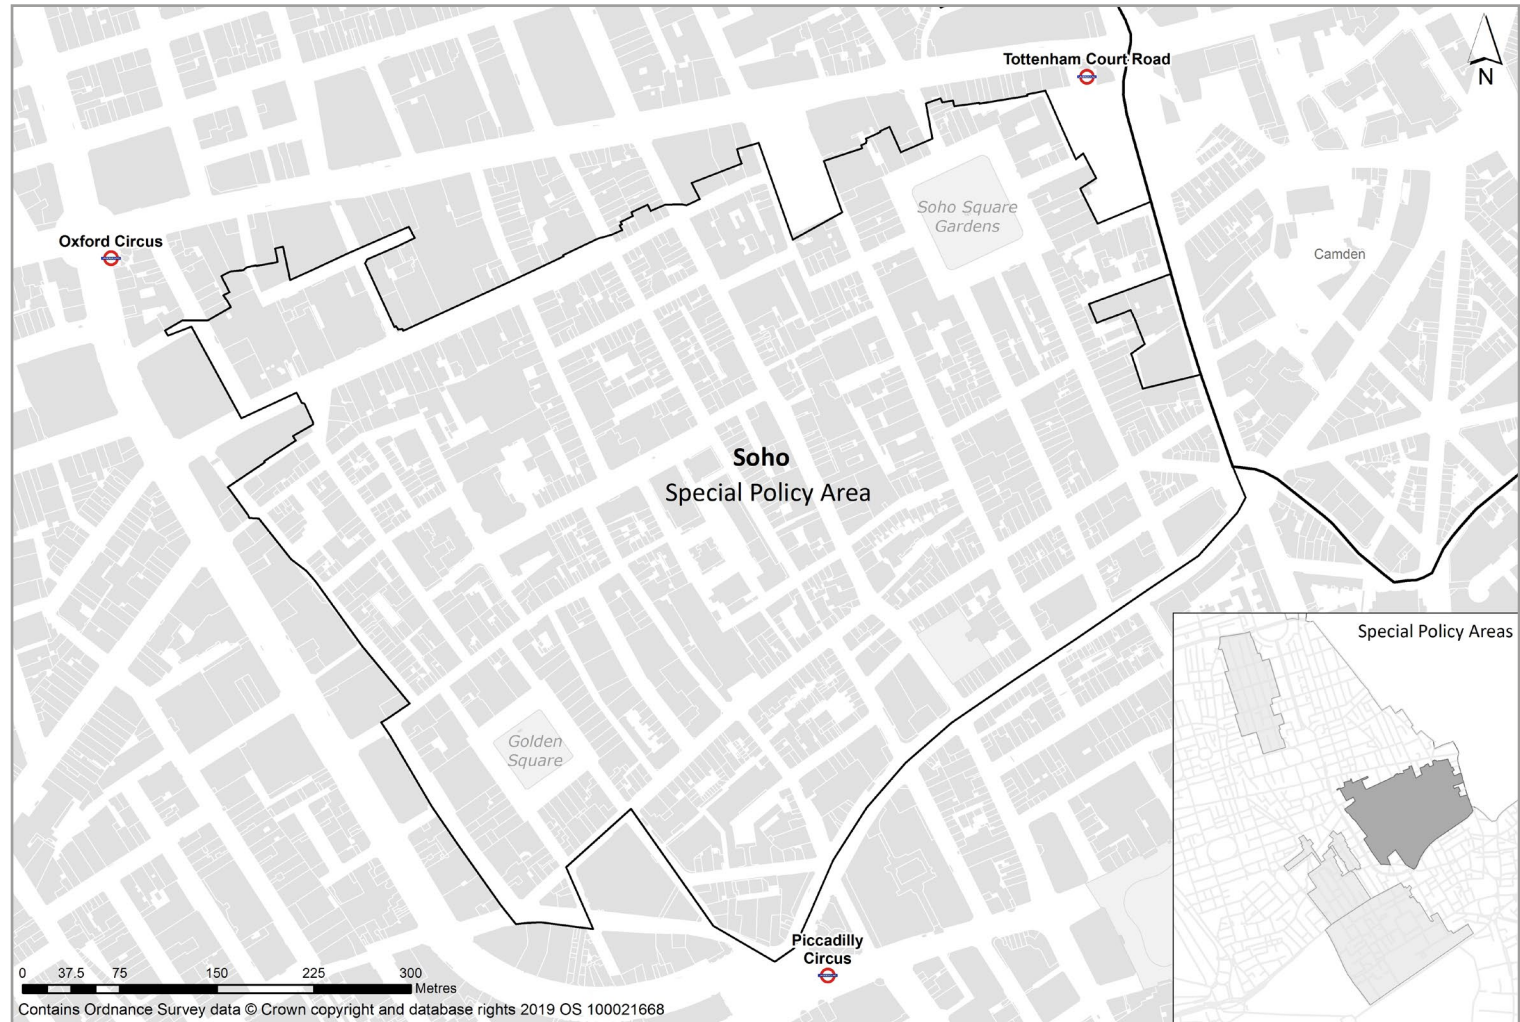 Tottenham Court Road
N
Soho Square
Gardens
Oxford Circus
Camden
Soho
Special Policy Area
Special Policy Areas
Golden
Square
Piccadilly
Circus
0 37.5 75 150 225 300
Metres
Contains Ordnance Survey data © Crown copyright and database rights 2019 OS 100021668